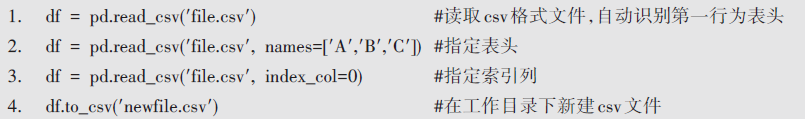 1. df = pd.read_csv('file.csv') #读取csv格式文件,自动识别第一行为表头
2. df = pd.read_csv('file.csv', names=['A','B','C']) #指定表头
3. df = pd.read_csv('file.csv', index_col=0) #指定索引列
4. df.to_csv('newfile.csv') #在工作目录下新建csv文件